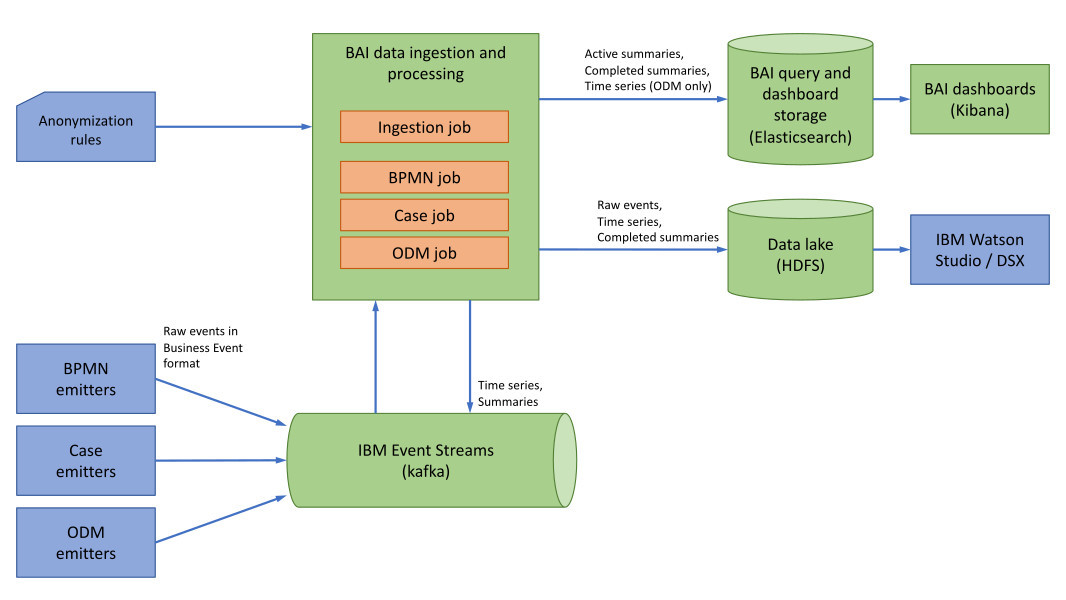 BAI data ingestion and
processing
Ingestion job
BPMN job
Case job
ODM job
Anonymization
rules
Active summaries,
Completed summaries,
Time series (ODM only)
BAI query and
dashboard
storage
(Elasticsearch)
BAI dashboards
(Kibana)
Raw events,
Time series,
Completed summaries
Data lake
(HDFS)
IBM Watson
Studio / DSX
Raw events in
Business Event
format
BPMN
emitters
Case
emitters
ODM
emitters
Time series,
Summaries
IBM Event Streams
(kafka)